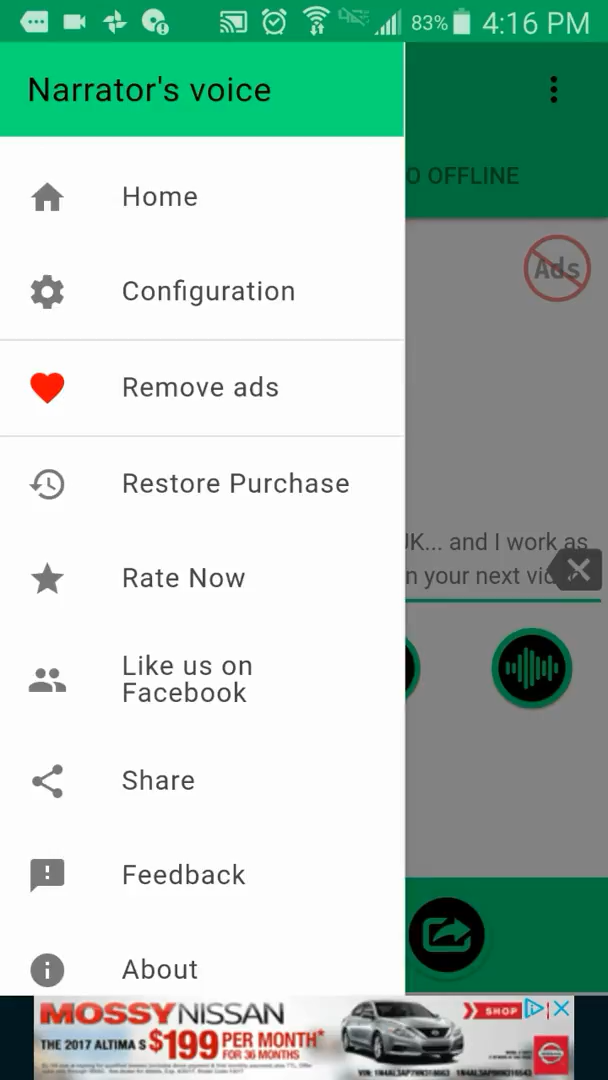 83% 4:16 PM
Narrator's voice
O OFFLINE
Home
Ads
Configuration
Remove ads
Restore Purchase
K... and I work as
n your next vid
Rate Now
Like us on
Facebook
Share
Feedback
About
MOSSY NISSAN
THE 2017 ALTIMA S $199 PER MONTH*
FOR 36 MONTHS
SHOP
NISSAN